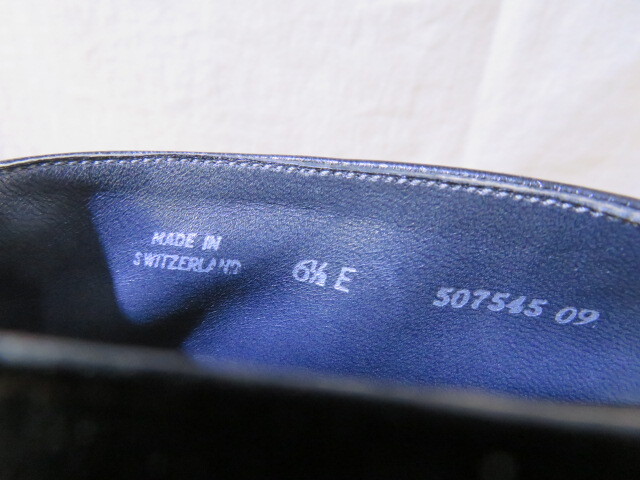 MADE IN
SWITZERLAND
6½ E
507545 09